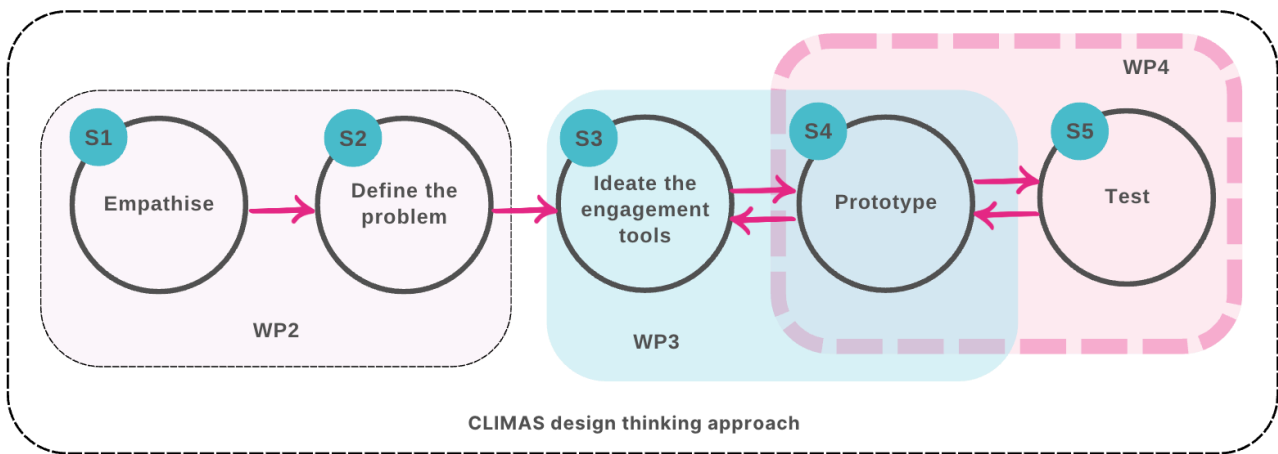 WP4
S1
Empathise
S2
Define the
problem
S3
Ideate the
engagement
tools
S4
Prototype
S5
Test
WP2
WP3
CLIMAS design thinking approach